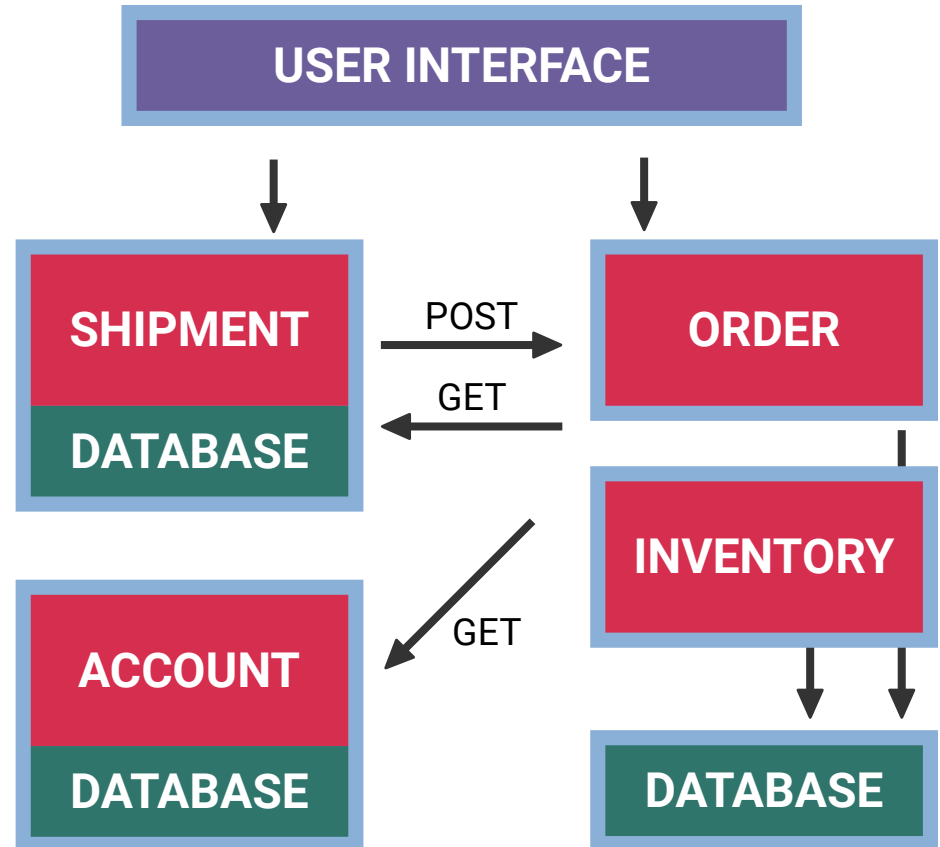 USER INTERFACE
SHIPMENT
DATABASE
POST
GET
ORDER
INVENTORY
GET
ACCOUNT
DATABASE
DATABASE